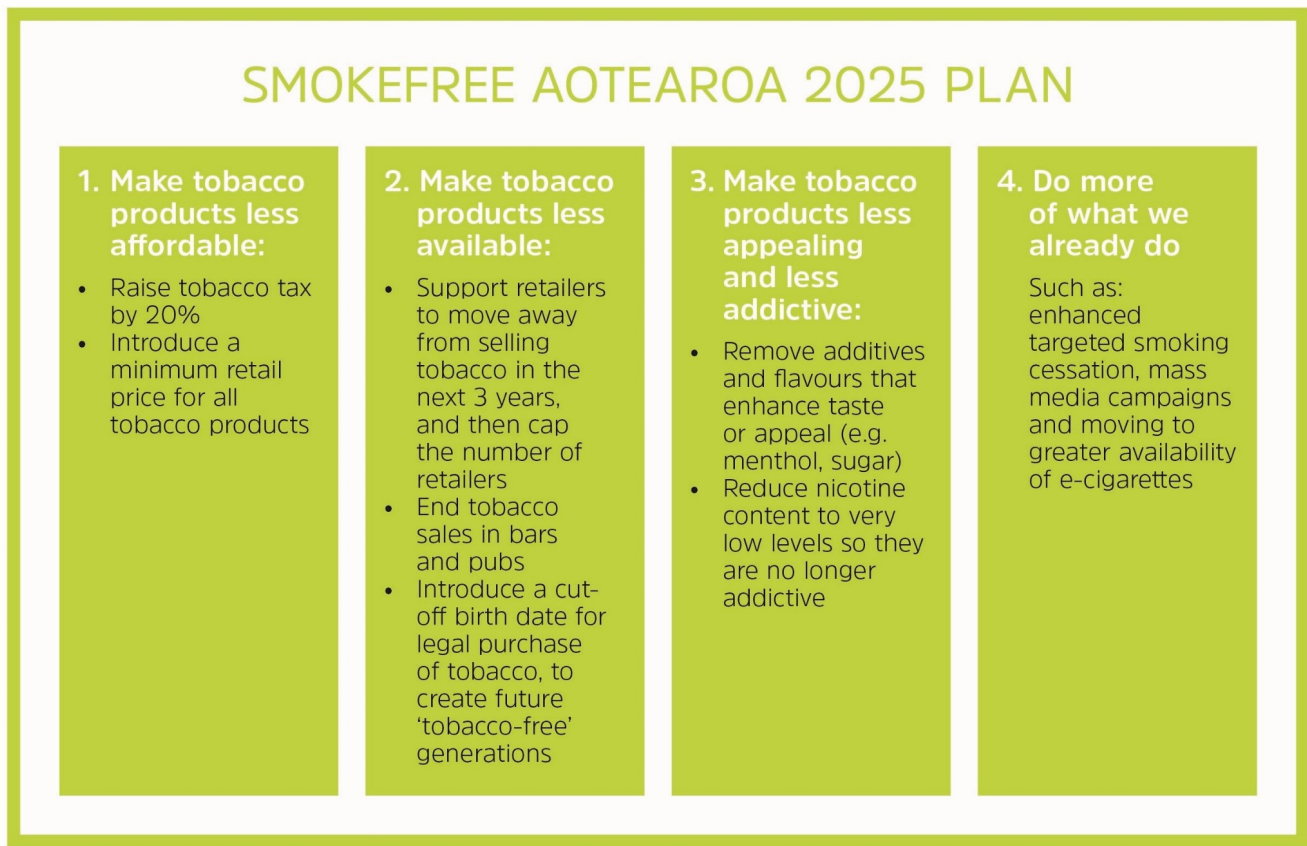 SMOKEFREE AOTEAROA 2025 PLAN
1. Make tobacco
products less
affordable:
• Raise tobacco tax
by 20%
• Introduce a
minimum retail
price for all
tobacco products
2. Make tobacco
products less
available:
• Support retailers
to move away
from selling
tobacco in the
next 3 years,
and then cap
the number of
retailers
• End tobacco
sales in bars
and pubs
• Introduce a cut-
off birth date for
legal purchase
of tobacco, to
create future
‘tobacco-free’
generations
3. Make tobacco
products less
appealing
and less
addictive:
• Remove additives
and flavours that
enhance taste
or appeal (e.g.
menthol, sugar)
• Reduce nicotine
content to very
low levels so they
are no longer
addictive
4. Do more
of what we
already do
Such as:
enhanced
targeted smoking
cessation, mass
media campaigns
and moving to
greater availability
of e-cigarettes